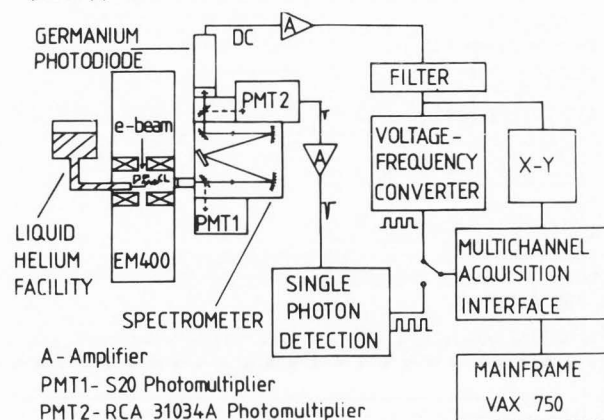 GERMANIUM
PHOTODIODE
DC
A
FILTER
PMT2
e-beam
A
VOLTAGE-
FREQUENCY
CONVERTER
X-Y
PMT1
LIQUID
HELIUM
FACILITY
EM400
SPECTROMETER
SINGLE
PHOTON
DETECTION
MULTICHANNEL
ACQUISITION
INTERFACE
MAINFRAME
VAX 750
A - Amplifier
PMT1 - S20 Photomultiplier
PMT2 - RCA 31034A Photomultiplier